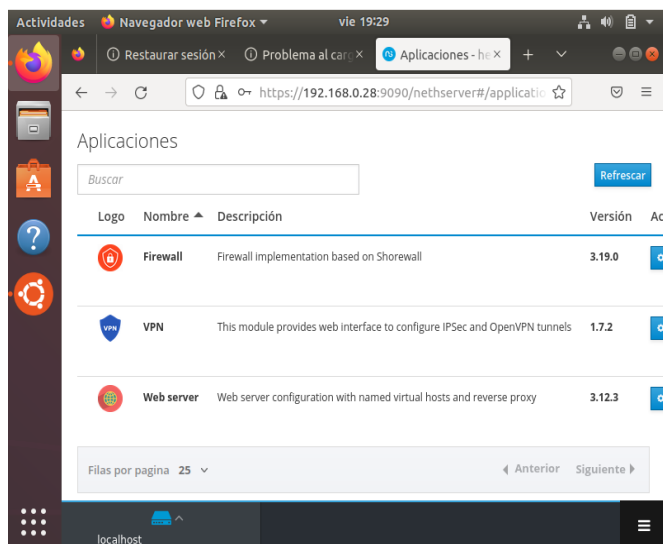 Actividades Navegador web Firefox vie 19:29
Restaurar sesión Problema al carg Aplicaciones - he
https://192.168.0.28:9090/nethserver#/applicatio
Aplicaciones
Buscar
Refrescar
Logo Nombre Descripción Versión Ac
Firewall Firewall implementation based on Shorewall 3.19.0
VPN VPN This module provides web interface to configure IPSec and OpenVPN tunnels 1.7.2
Web server Web server configuration with named virtual hosts and reverse proxy 3.12.3
Filas por pagina 25 Anterior Siguiente
localhost